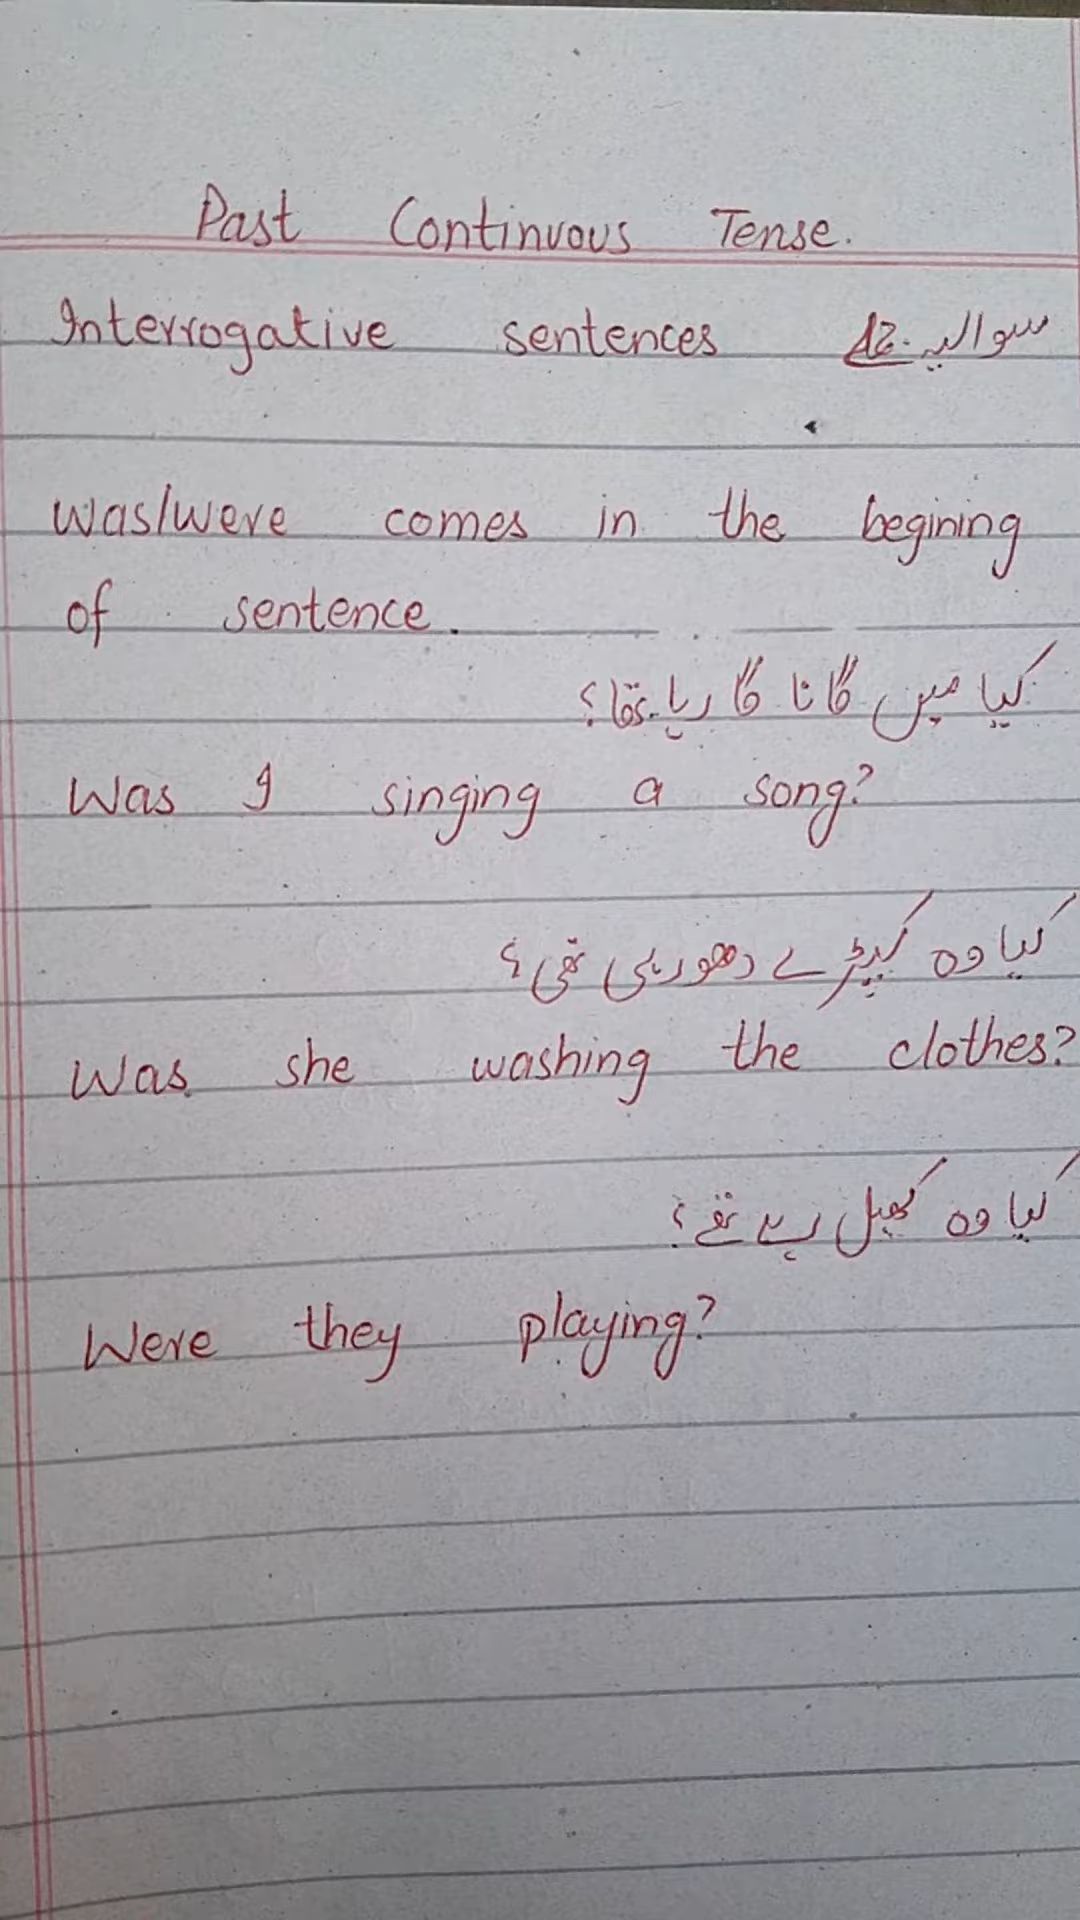 Past Continuous Tense.
Interrogative sentences سوالیہ جملے
Was/were comes in the begining
of sentence.
کیا میں گانا گا رہا تھا؟
Was I singing a song?
کیا وہ کپڑے دھو رہی تھی؟
Was she washing the clothes?
کیا وہ کھیل رہے تھے؟
Were they playing?